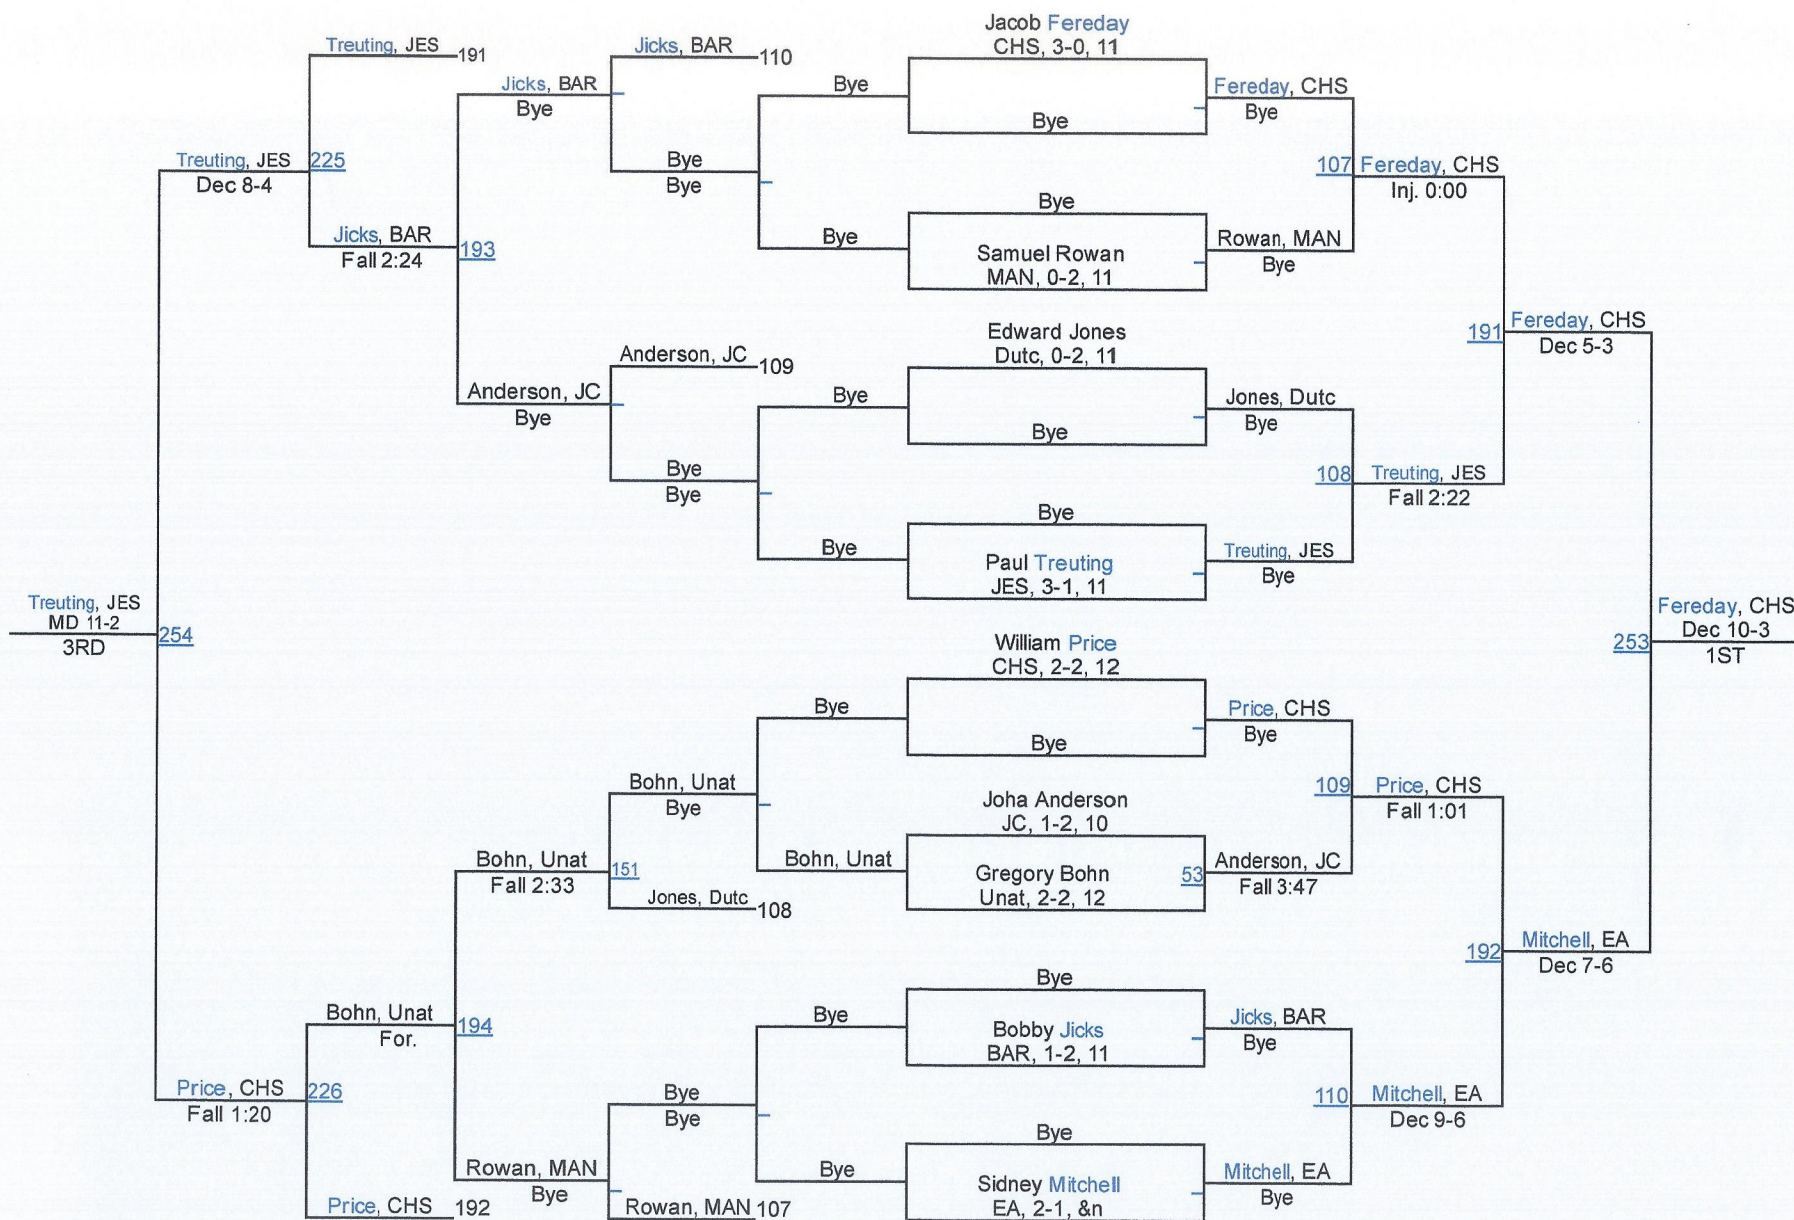 Jacob Fereday
CHS, 3-0, 11
Treuting, JES
191
Jicks, BAR
110
Jicks, BAR
Bye
Bye
Bye
Fereday, CHS
Bye
Treuting, JES
225
Dec 8-4
Bye
Bye
107
Fereday, CHS
Inj. 0:00
Jicks, BAR
193
Fall 2:24
Bye
Bye
Samuel Rowan
MAN, 0-2, 11
Rowan, MAN
Bye
191
Fereday, CHS
Dec 5-3
Edward Jones
Dutc, 0-2, 11
Anderson, JC
109
Anderson, JC
Bye
Bye
Bye
Jones, Dutc
Bye
Bye
Bye
108
Treuting, JES
Fall 2:22
Bye
Bye
Paul Treuting
JES, 3-1, 11
Treuting, JES
Bye
Treuting, JES
MD 11-2
3RD
254
253
Fereday, CHS
Dec 10-3
1ST
William Price
CHS, 2-2, 12
Bye
Bye
Price, CHS
Bye
Bohn, Unat
Bye
109
Price, CHS
Fall 1:01
Joha Anderson
JC, 1-2, 10
Bohn, Unat
Fall 2:33
151
Bohn, Unat
Gregory Bohn
Unat, 2-2, 12
53
Anderson, JC
Fall 3:47
Jones, Dutc
108
192
Mitchell, EA
Dec 7-6
Bye
Bohn, Unat
For.
194
Bye
Bobby Jicks
BAR, 1-2, 11
Jicks, BAR
Bye
Price, CHS
Fall 1:20
226
Bye
Bye
110
Mitchell, EA
Dec 9-6
Bye
Rowan, MAN
Bye
Bye
Sidney Mitchell
EA, 2-1, &n
Mitchell, EA
Bye
Price, CHS
192
Rowan, MAN
107